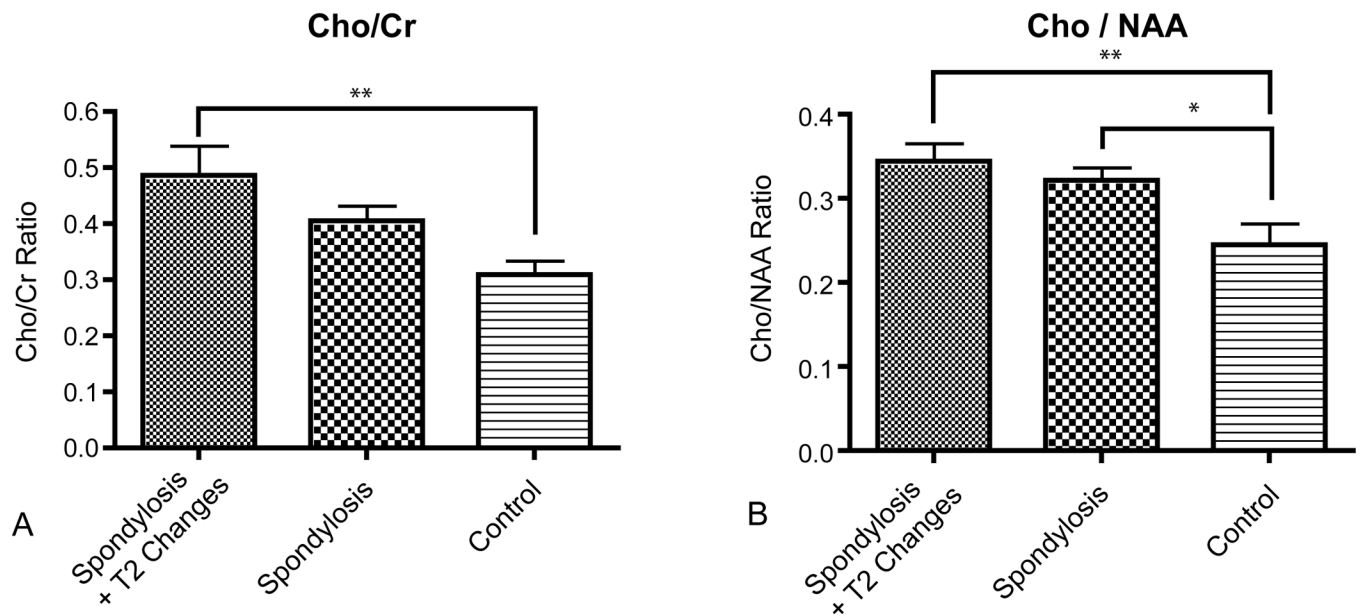 Cho/Cr
**
Cho/Cr Ratio
0.6
0.5
0.4
0.3
0.2
0.1
0.0
Spondylosis
+ T2 Changes
Spondylosis
Control
A
Cho / NAA
**
*
Cho/NAA Ratio
0.4
0.3
0.2
0.1
0.0
Spondylosis
+ T2 Changes
Spondylosis
Control
B